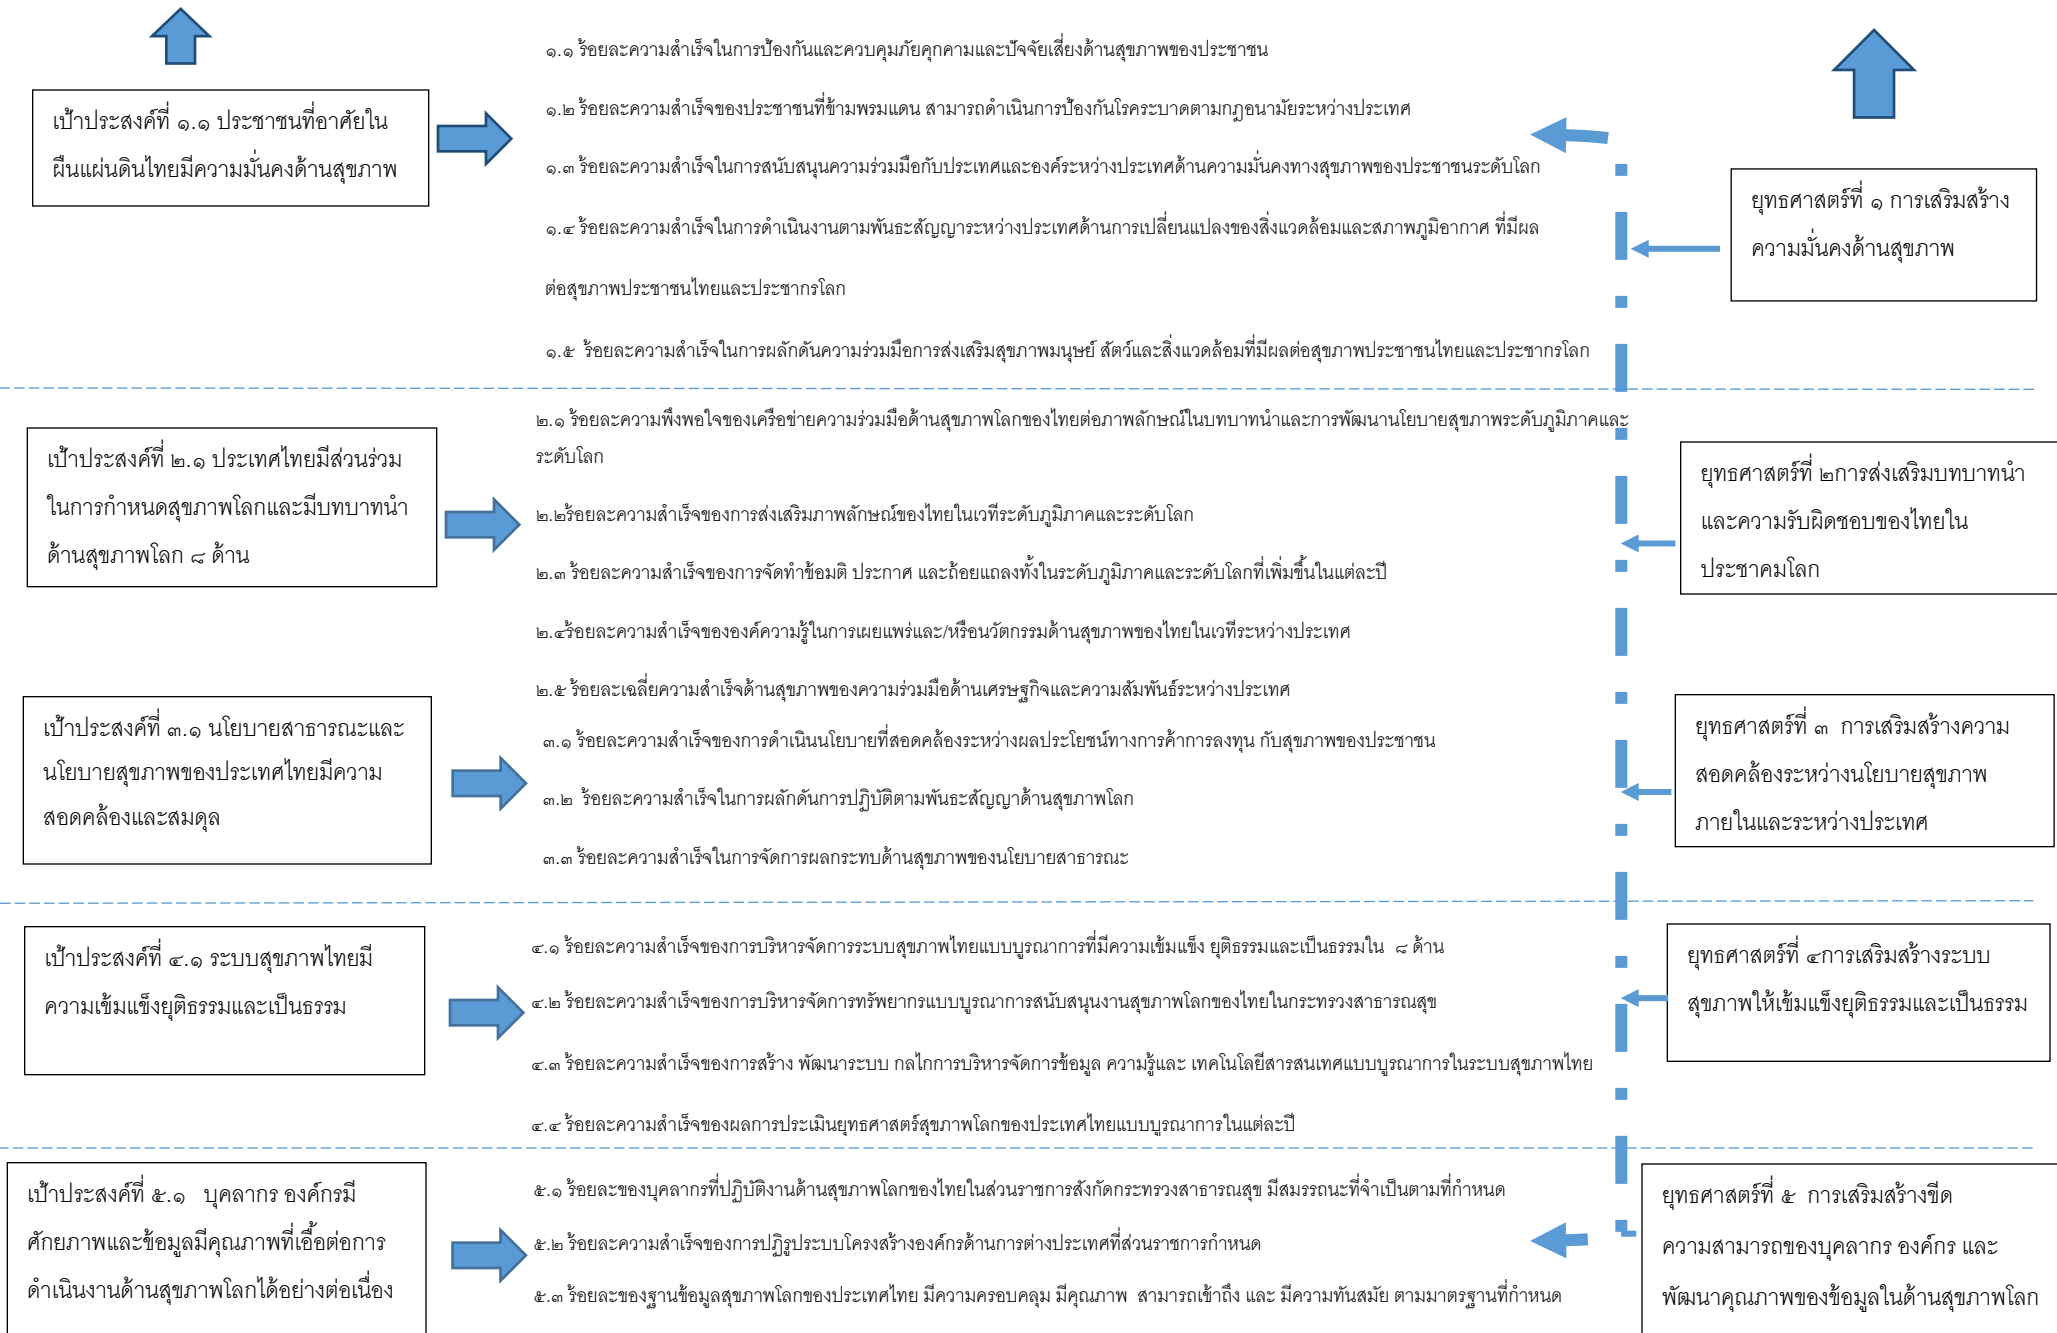 ๑.๑ ร้อยละความสำเร็จในการป้องกันและควบคุมภัยคุกคามและปัจจัยเสี่ยงด้านสุขภาพของประชาชน
เป้าประสงค์ที่ ๑.๑ ประชาชนที่อาศัยใน
ผืนแผ่นดินไทยมีความมั่นคงด้านสุขภาพ
๑.๒ ร้อยละความสำเร็จของประชาชนที่ข้ามพรมแดน สามารถดำเนินการป้องกันโรคระบาดตามกฎอนามัยระหว่างประเทศ
๑.๓ ร้อยละความสำเร็จในการสนับสนุนความร่วมมือกับประเทศและองค์ระหว่างประเทศด้านความมั่นคงทางสุขภาพของประชาชนระดับโลก
๑.๔ ร้อยละความสำเร็จในการดำเนินงานตามพันธะสัญญาระหว่างประเทศด้านการเปลี่ยนแปลงของสิ่งแวดล้อมและสภาพภูมิอากาศ ที่มีผล
ต่อสุขภาพประชาชนไทยและประชากรโลก
๑.๕ ร้อยละความสำเร็จในการผลักดันความร่วมมือการส่งเสริมสุขภาพมนุษย์ สัตว์และสิ่งแวดล้อมที่มีผลต่อสุขภาพประชาชนไทยและประชากรโลก
ยุทธศาสตร์ที่ ๑ การเสริมสร้าง
ความมั่นคงด้านสุขภาพ
เป้าประสงค์ที่ ๒.๑ ประเทศไทยมีส่วนร่วม
ในการกำหนดสุขภาพโลกและมีบทบาทนำ
ด้านสุขภาพโลก ๘ ด้าน
๒.๑ ร้อยละความพึงพอใจของเครือข่ายความร่วมมือด้านสุขภาพโลกของไทยต่อภาพลักษณ์ในบทบาทนำและการพัฒนานโยบายสุขภาพระดับภูมิภาคและ
ระดับโลก
๒.๒ร้อยละความสำเร็จของการส่งเสริมภาพลักษณ์ของไทยในเวทีระดับภูมิภาคและระดับโลก
๒.๓ ร้อยละความสำเร็จของการจัดทำข้อมติ ประกาศ และถ้อยแถลงทั้งในระดับภูมิภาคและระดับโลกที่เพิ่มขึ้นในแต่ละปี
๒.๔ร้อยละความสำเร็จขององค์ความรู้ในการเผยแพร่และ/หรือนวัตกรรมด้านสุขภาพของไทยในเวทีระหว่างประเทศ
๒.๕ ร้อยละเฉลี่ยความสำเร็จด้านสุขภาพของความร่วมมือด้านเศรษฐกิจและความสัมพันธ์ระหว่างประเทศ
ยุทธศาสตร์ที่ ๒การส่งเสริมบทบาทนำ
และความรับผิดชอบของไทยใน
ประชาคมโลก
เป้าประสงค์ที่ ๓.๑ นโยบายสาธารณะและ
นโยบายสุขภาพของประเทศไทยมีความ
สอดคล้องและสมดุล
๓.๑ ร้อยละความสำเร็จของการดำเนินนโยบายที่สอดคล้องระหว่างผลประโยชน์ทางการค้าการลงทุน กับสุขภาพของประชาชน
๓.๒ ร้อยละความสำเร็จในการผลักดันการปฏิบัติตามพันธะสัญญาด้านสุขภาพโลก
๓.๓ ร้อยละความสำเร็จในการจัดการผลกระทบด้านสุขภาพของนโยบายสาธารณะ
ยุทธศาสตร์ที่ ๓ การเสริมสร้างความ
สอดคล้องระหว่างนโยบายสุขภาพ
ภายในและระหว่างประเทศ
เป้าประสงค์ที่ ๔.๑ ระบบสุขภาพไทยมี
ความเข้มแข็งยุติธรรมและเป็นธรรม
๔.๑ ร้อยละความสำเร็จของการบริหารจัดการระบบสุขภาพไทยแบบบูรณาการที่มีความเข้มแข็ง ยุติธรรมและเป็นธรรมใน ๘ ด้าน
๔.๒ ร้อยละความสำเร็จของการบริหารจัดการทรัพยากรแบบบูรณาการสนับสนุนงานสุขภาพโลกของไทยในกระทรวงสาธารณสุข
๔.๓ ร้อยละความสำเร็จของการสร้าง พัฒนาระบบ กลไกการบริหารจัดการข้อมูล ความรู้และ เทคโนโลยีสารสนเทศแบบบูรณาการในระบบสุขภาพไทย
๔.๔ ร้อยละความสำเร็จของผลการประเมินยุทธศาสตร์สุขภาพโลกของประเทศไทยแบบบูรณาการในแต่ละปี
ยุทธศาสตร์ที่ ๔การเสริมสร้างระบบ
สุขภาพให้เข้มแข็งยุติธรรมและเป็นธรรม
เป้าประสงค์ที่ ๕.๑ บุคลากร องค์กรมี
ศักยภาพและข้อมูลมีคุณภาพที่เอื้อต่อการ
ดำเนินงานด้านสุขภาพโลกได้อย่างต่อเนื่อง
๕.๑ ร้อยละของบุคลากรที่ปฏิบัติงานด้านสุขภาพโลกของไทยในส่วนราชการสังกัดกระทรวงสาธารณสุข มีสมรรถนะที่จำเป็นตามที่กำหนด
๕.๒ ร้อยละความสำเร็จของการปฏิรูประบบโครงสร้างองค์กรด้านการต่างประเทศที่ส่วนราชการกำหนด
๕.๓ ร้อยละของฐานข้อมูลสุขภาพโลกของประเทศไทย มีความครอบคลุม มีคุณภาพ สามารถเข้าถึง และ มีความทันสมัย ตามมาตรฐานที่กำหนด
ยุทธศาสตร์ที่ ๕ การเสริมสร้างขีด
ความสามารถของบุคลากร องค์กร และ
พัฒนาคุณภาพของข้อมูลในด้านสุขภาพโลก